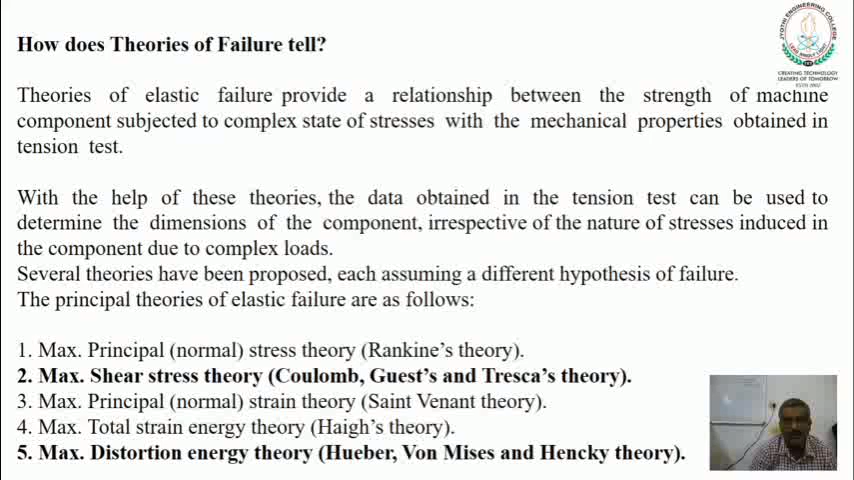 How does Theories of Failure tell?
JYOTHI ENGINEERING COLLEGE
CREATING TECHNOLOGY
LEADERS OF TOMORROW
ESTD 2002
Theories of elastic failure provide a relationship between the strength of machine
component subjected to complex state of stresses with the mechanical properties obtained in
tension test.
With the help of these theories, the data obtained in the tension test can be used to
determine the dimensions of the component, irrespective of the nature of stresses induced in
the component due to complex loads.
Several theories have been proposed, each assuming a different hypothesis of failure.
The principal theories of elastic failure are as follows:
1. Max. Principal (normal) stress theory (Rankine's theory).
2. Max. Shear stress theory (Coulomb, Guest's and Tresca's theory).
3. Max. Principal (normal) strain theory (Saint Venant theory).
4. Max. Total strain energy theory (Haigh's theory).
5. Max. Distortion energy theory (Hueber, Von Mises and Hencky theory).